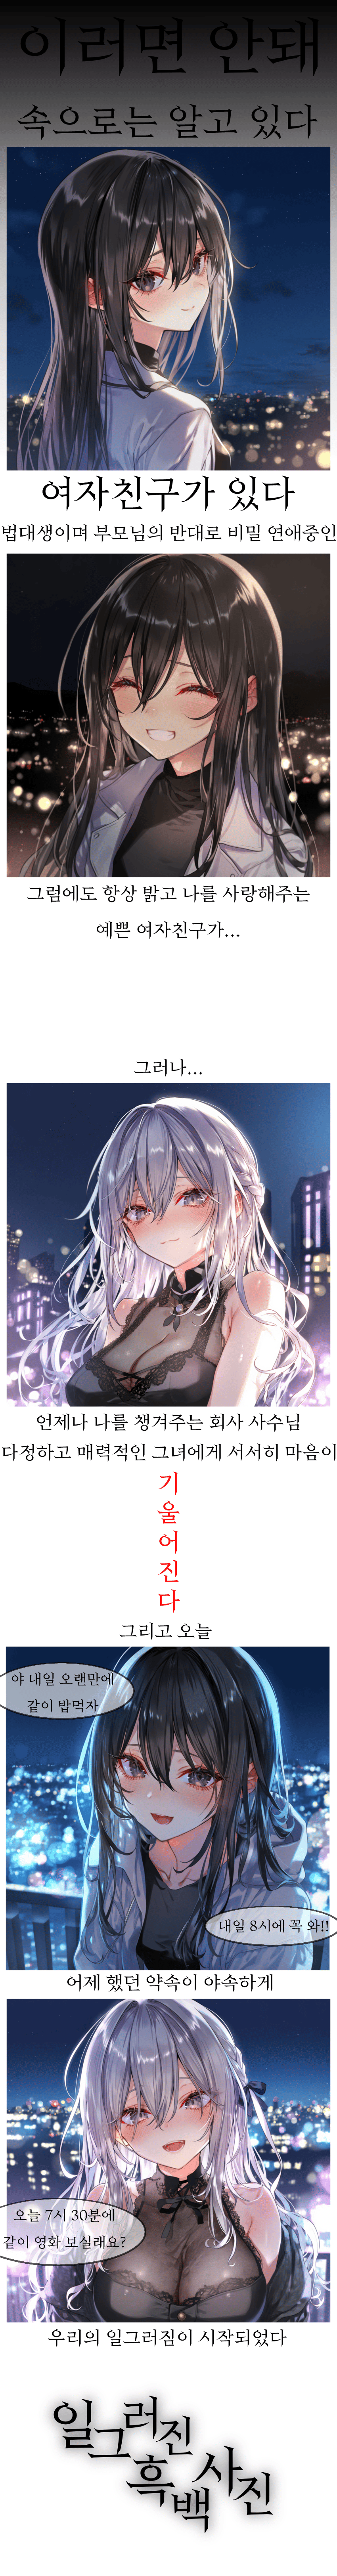 이러면 안돼
속으로는 알고 있다
여자친구가 있다
법대생이며 부모님의 반대로 비밀 연애중인
그럼에도 항상 밝고 나를 사랑해주는
예쁜 여자친구가...
그러나...
언제나 나를 챙겨주는 회사 사수님
다정하고 매력적인 그녀에게 서서히 마음이
기
울
어
진
다
그리고 오늘
야 내일 오랜만에
같이 밥먹자
내일 8시에 꼭 와!!
어제 했던 약속이 야속하게
오늘 7시 30분에
같이 영화 보실래요?
우리의 일그러짐이 시작되었다
일그러진
흑백사진